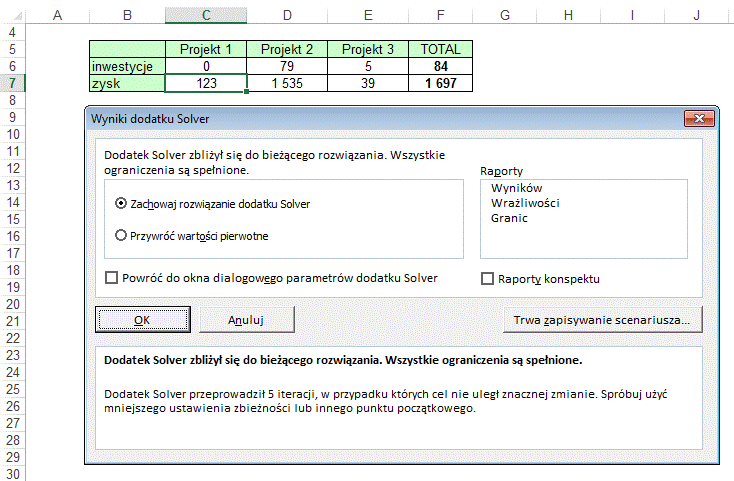 A B C D E F G H I J
4
5 Projekt 1 Projekt 2 Projekt 3 TOTAL
6 inwestycje 0 79 5 84
7 zysk 123 1 535 39 1 697
8
9 Wyniki dodatku Solver
10
11 Dodatek Solver zbliżył się do bieżącego rozwiązania. Wszystkie
12 ograniczenia są spełnione. Raporty
13 Wyników
14 Zachowaj rozwiązanie dodatku Solver Wrażliwości
15 Granic
16 Przywróć wartości pierwotne
17
18 Powróć do okna dialogowego parametrów dodatku Solver Raporty konspektu
19
20
21 OK Anuluj Trwa zapisywanie scenariusza...
22
23 Dodatek Solver zbliżył się do bieżącego rozwiązania. Wszystkie ograniczenia są spełnione.
24
25 Dodatek Solver przeprowadził 5 iteracji, w przypadku których cel nie uległ znacznej zmianie. Spróbuj użyć
26 mniejszego ustawienia zbieżności lub innego punktu początkowego.
27
28
29
30